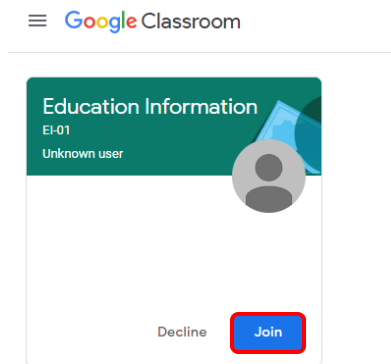 Google Classroom
Education Information
EI-01
Unknown user
Decline
Join